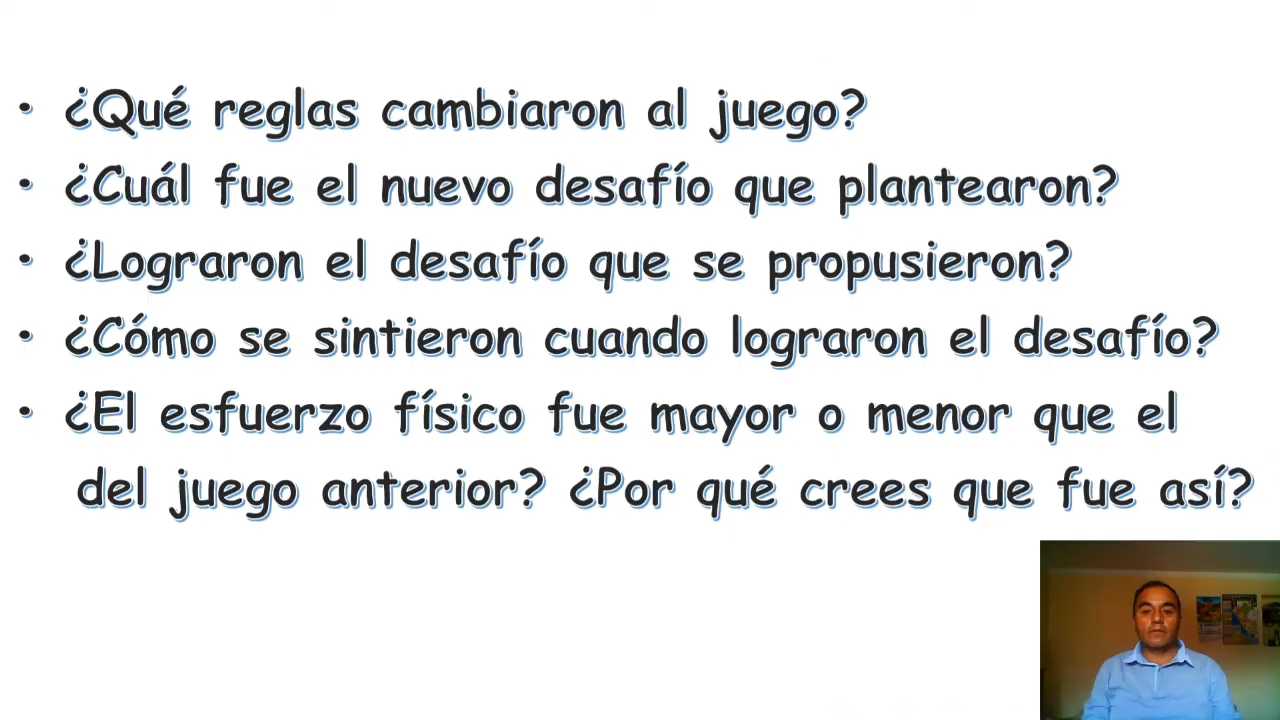 • ¿Qué reglas cambiaron al juego?
• ¿Cuál fue el nuevo desafío que plantearon?
• ¿Lograron el desafío que se propusieron?
• ¿Cómo se sintieron cuando lograron el desafío?
• ¿El esfuerzo físico fue mayor o menor que el
del juego anterior? ¿Por qué crees que fue así?